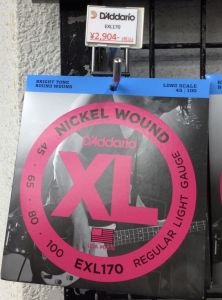 D'Addario
EXL170
¥2,904-
BRIGHT TONE
ROUND WOUND
LONG SCALE
45 / 100
NICKEL WOUND
D'Addario
XL
45 · 65 · 80 · 100
REGULAR LIGHT GAUGE
EXL170